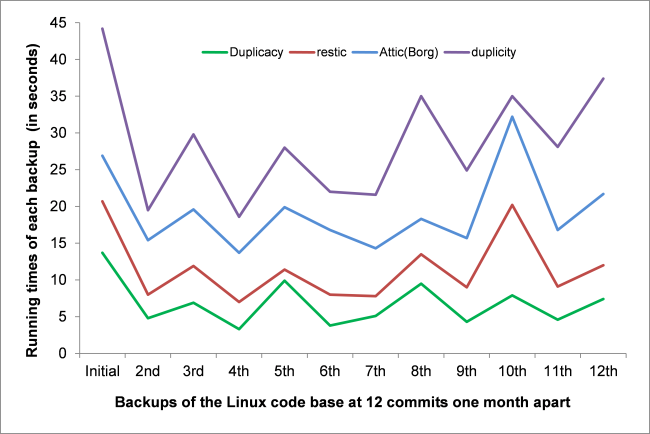 45
40
35
30
25
20
15
10
5
0
Running times of each backup (in seconds)
Duplicacy restic Attic(Borg) duplicity
Initial 2nd 3rd 4th 5th 6th 7th 8th 9th 10th 11th 12th
Backups of the Linux code base at 12 commits one month apart